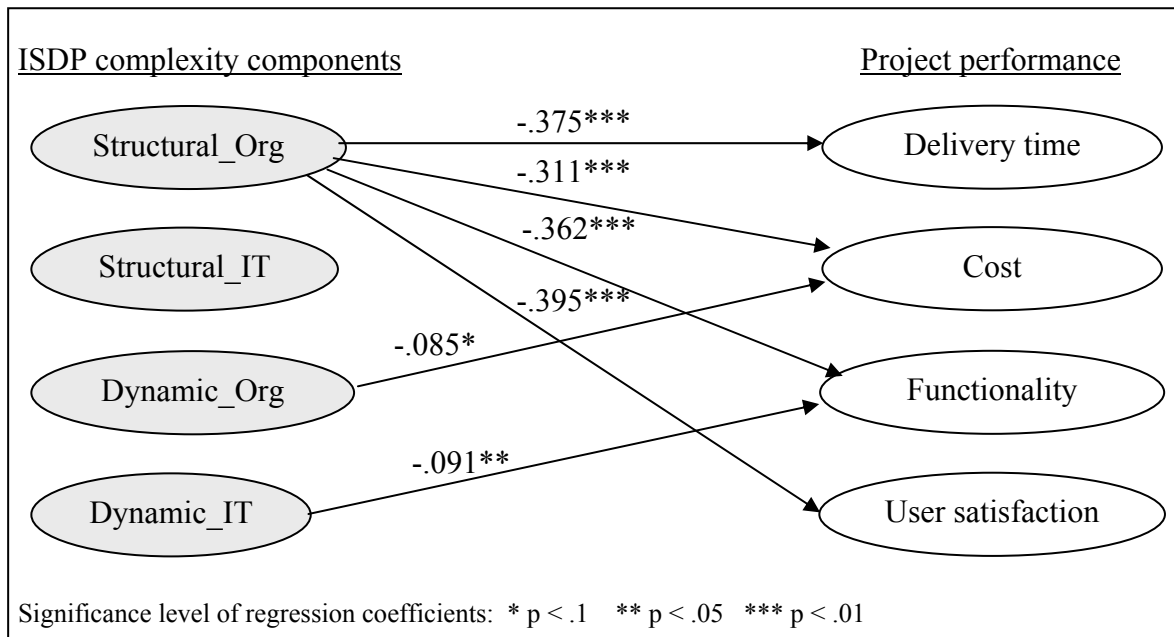 ISDP complexity components
Project performance
-.375***
Structural_Org
Delivery time
-.311***
-.362***
Structural_IT
Cost
-.395***
-.085*
Dynamic_Org
Functionality
-.091**
Dynamic_IT
User satisfaction
Significance level of regression coefficients: * p < .1 ** p < .05 *** p < .01